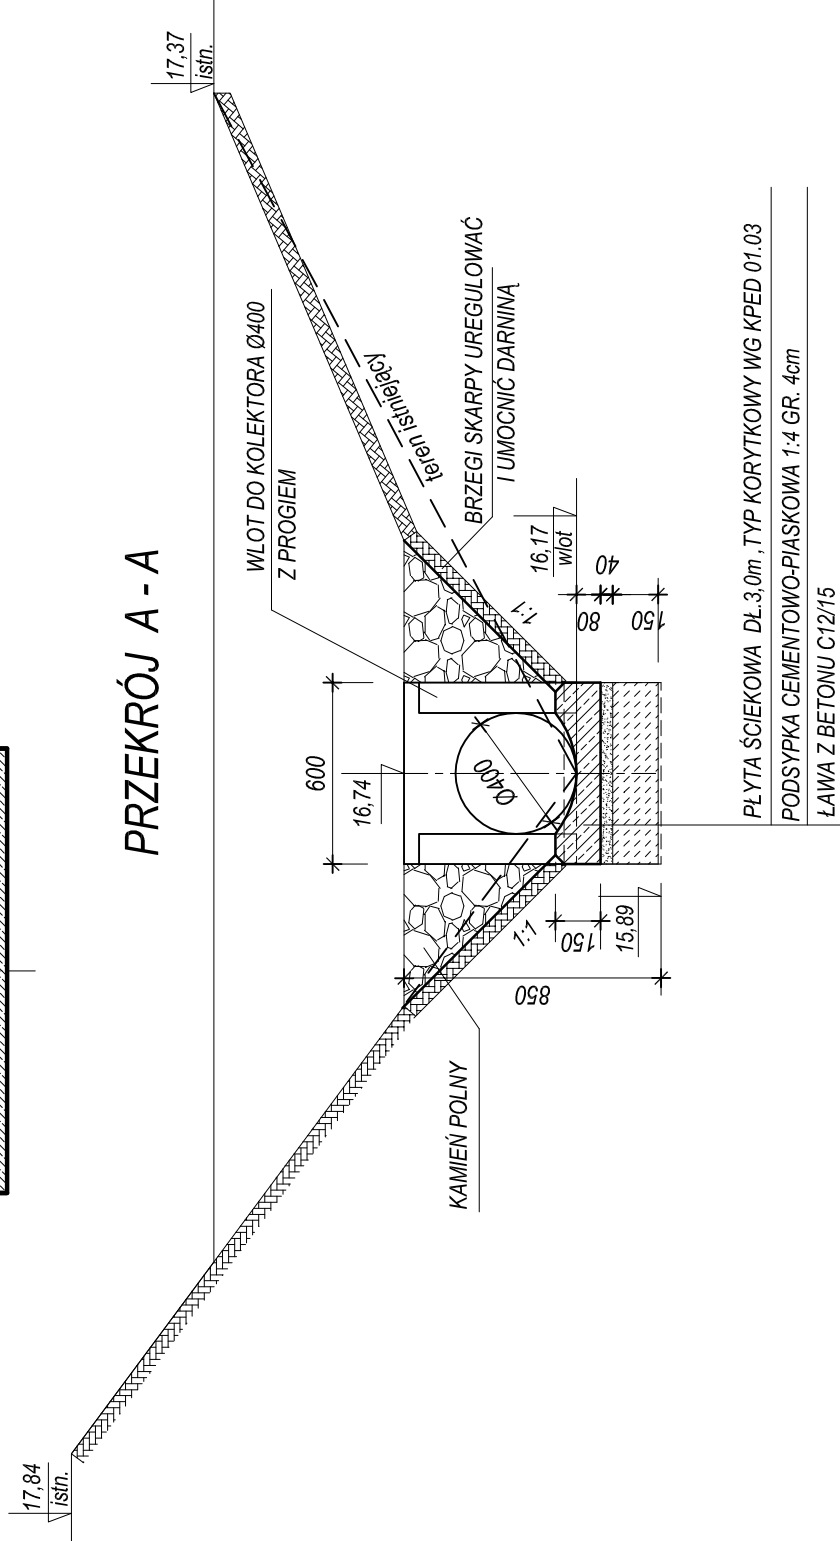 PRZEKRÓJ A - A
17,84
istn.
17,37
istn.
WLOT DO KOLEKTORA Ø400
Z PROGIEM
teren istniejący
BRZEGI SKARPY UREGULOWAĆ
I UMOCNIĆ DARNINĄ
600
16,74
Ø400
1:1
1:1
16,17
wlot
80
40
150
150
15,89
850
KAMIEŃ POLNY
PŁYTA ŚCIEKOWA DŁ.3,0m ,TYP KORYTKOWY WG KPED 01.03
PODSYPKA CEMENTOWO-PIASKOWA 1:4 GR. 4cm
ŁAWA Z BETONU C12/15